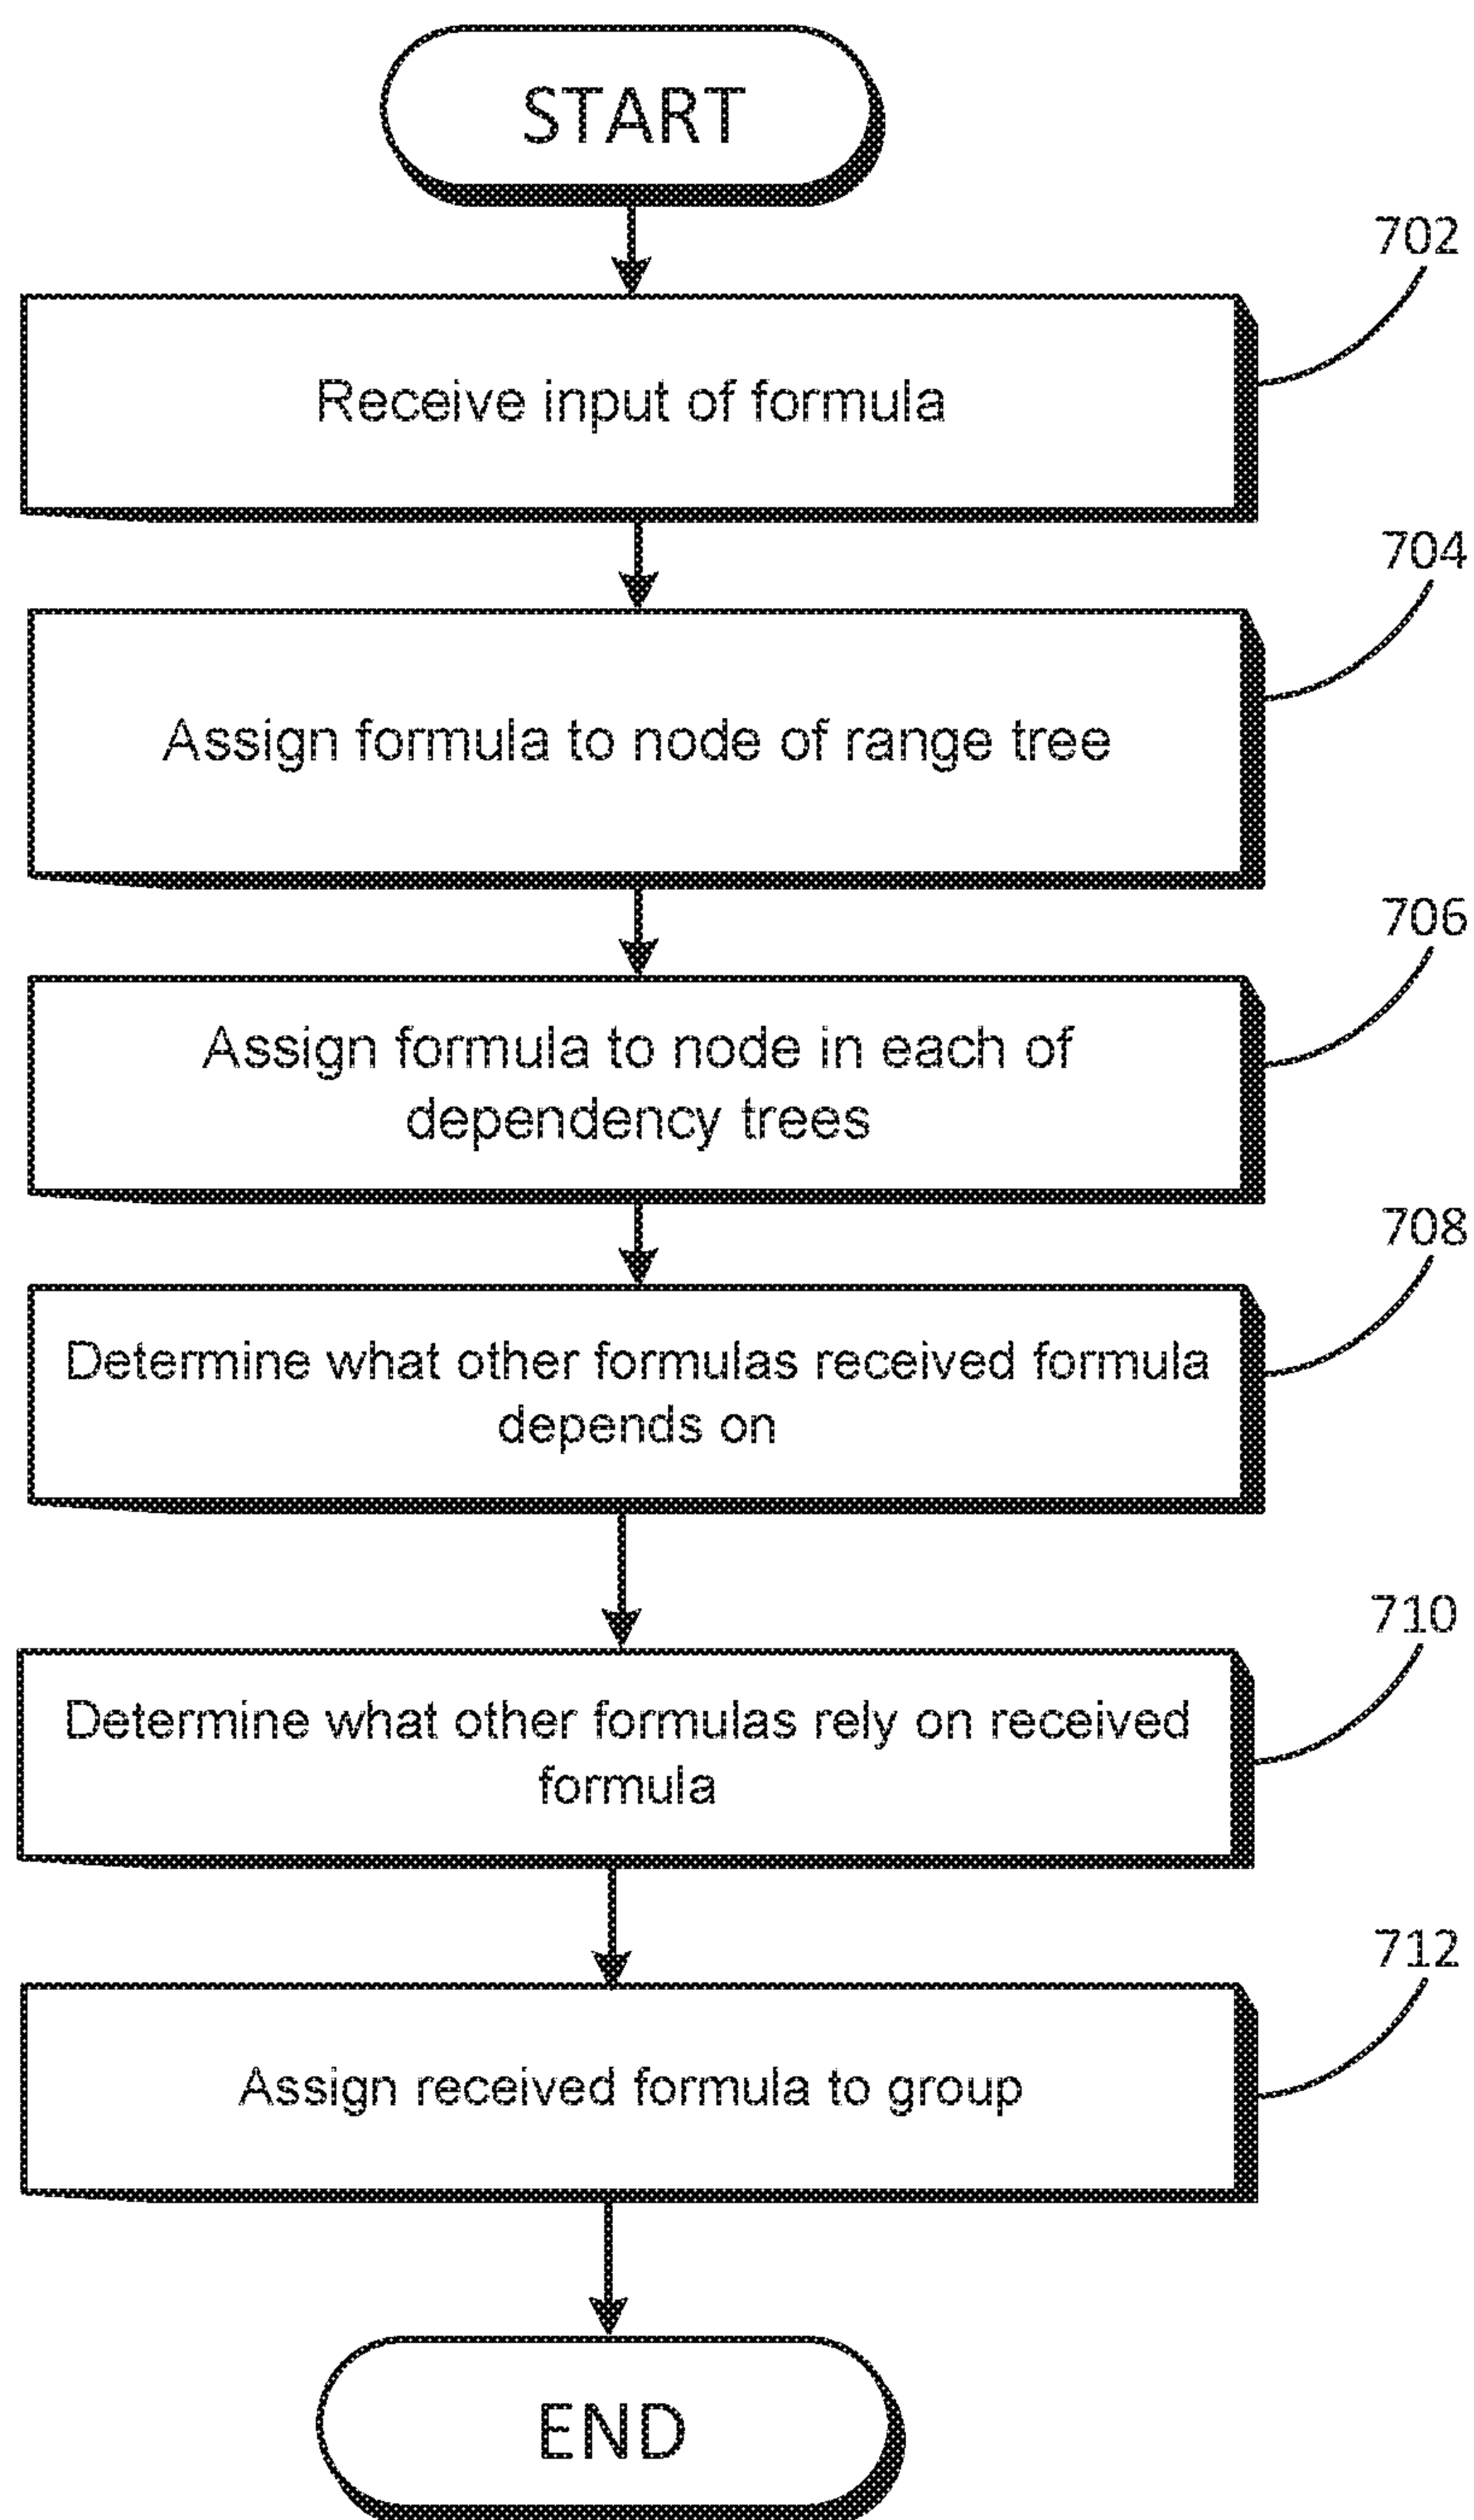 START
702
Receive input of formula
704
Assign formula to node of range tree
706
Assign formula to node in each of
dependency trees
708
Determine what other formulas received formula
depends on
710
Determine what other formulas rely on received
formula
712
Assign received formula to group
END